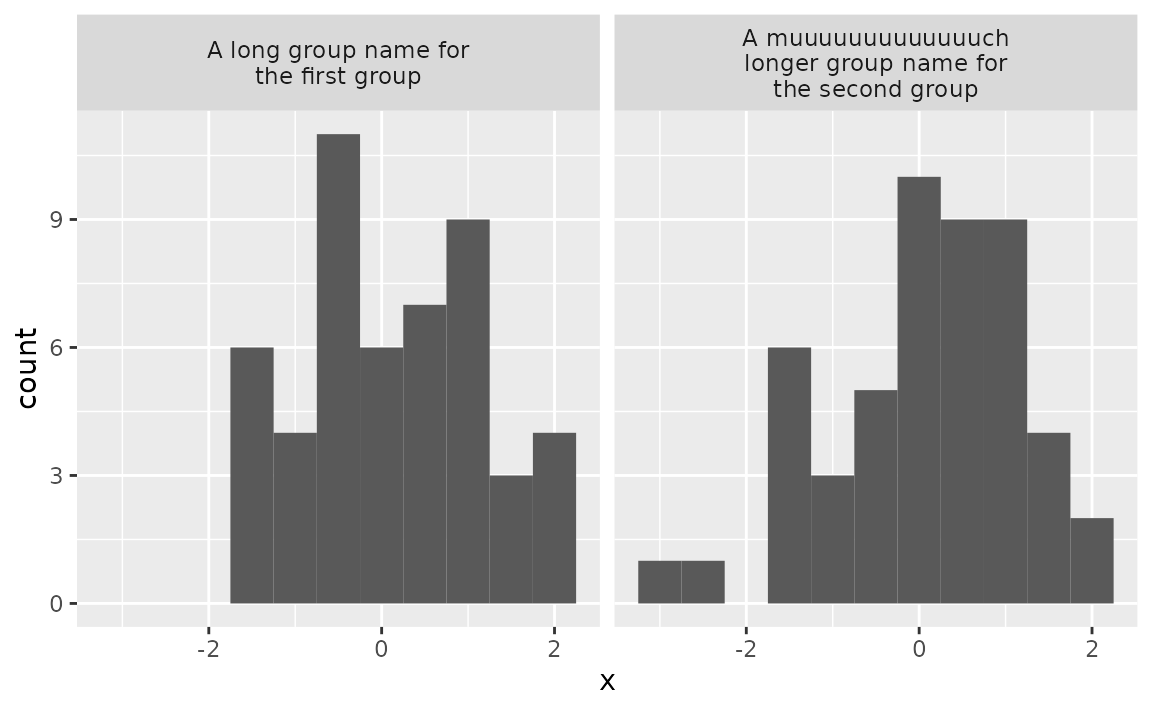 A long group name for
the first group
A muuuuuuuuuuuuuch
longer group name for
the second group
9
6
3
0
count
-2 0 2
-2 0 2
x